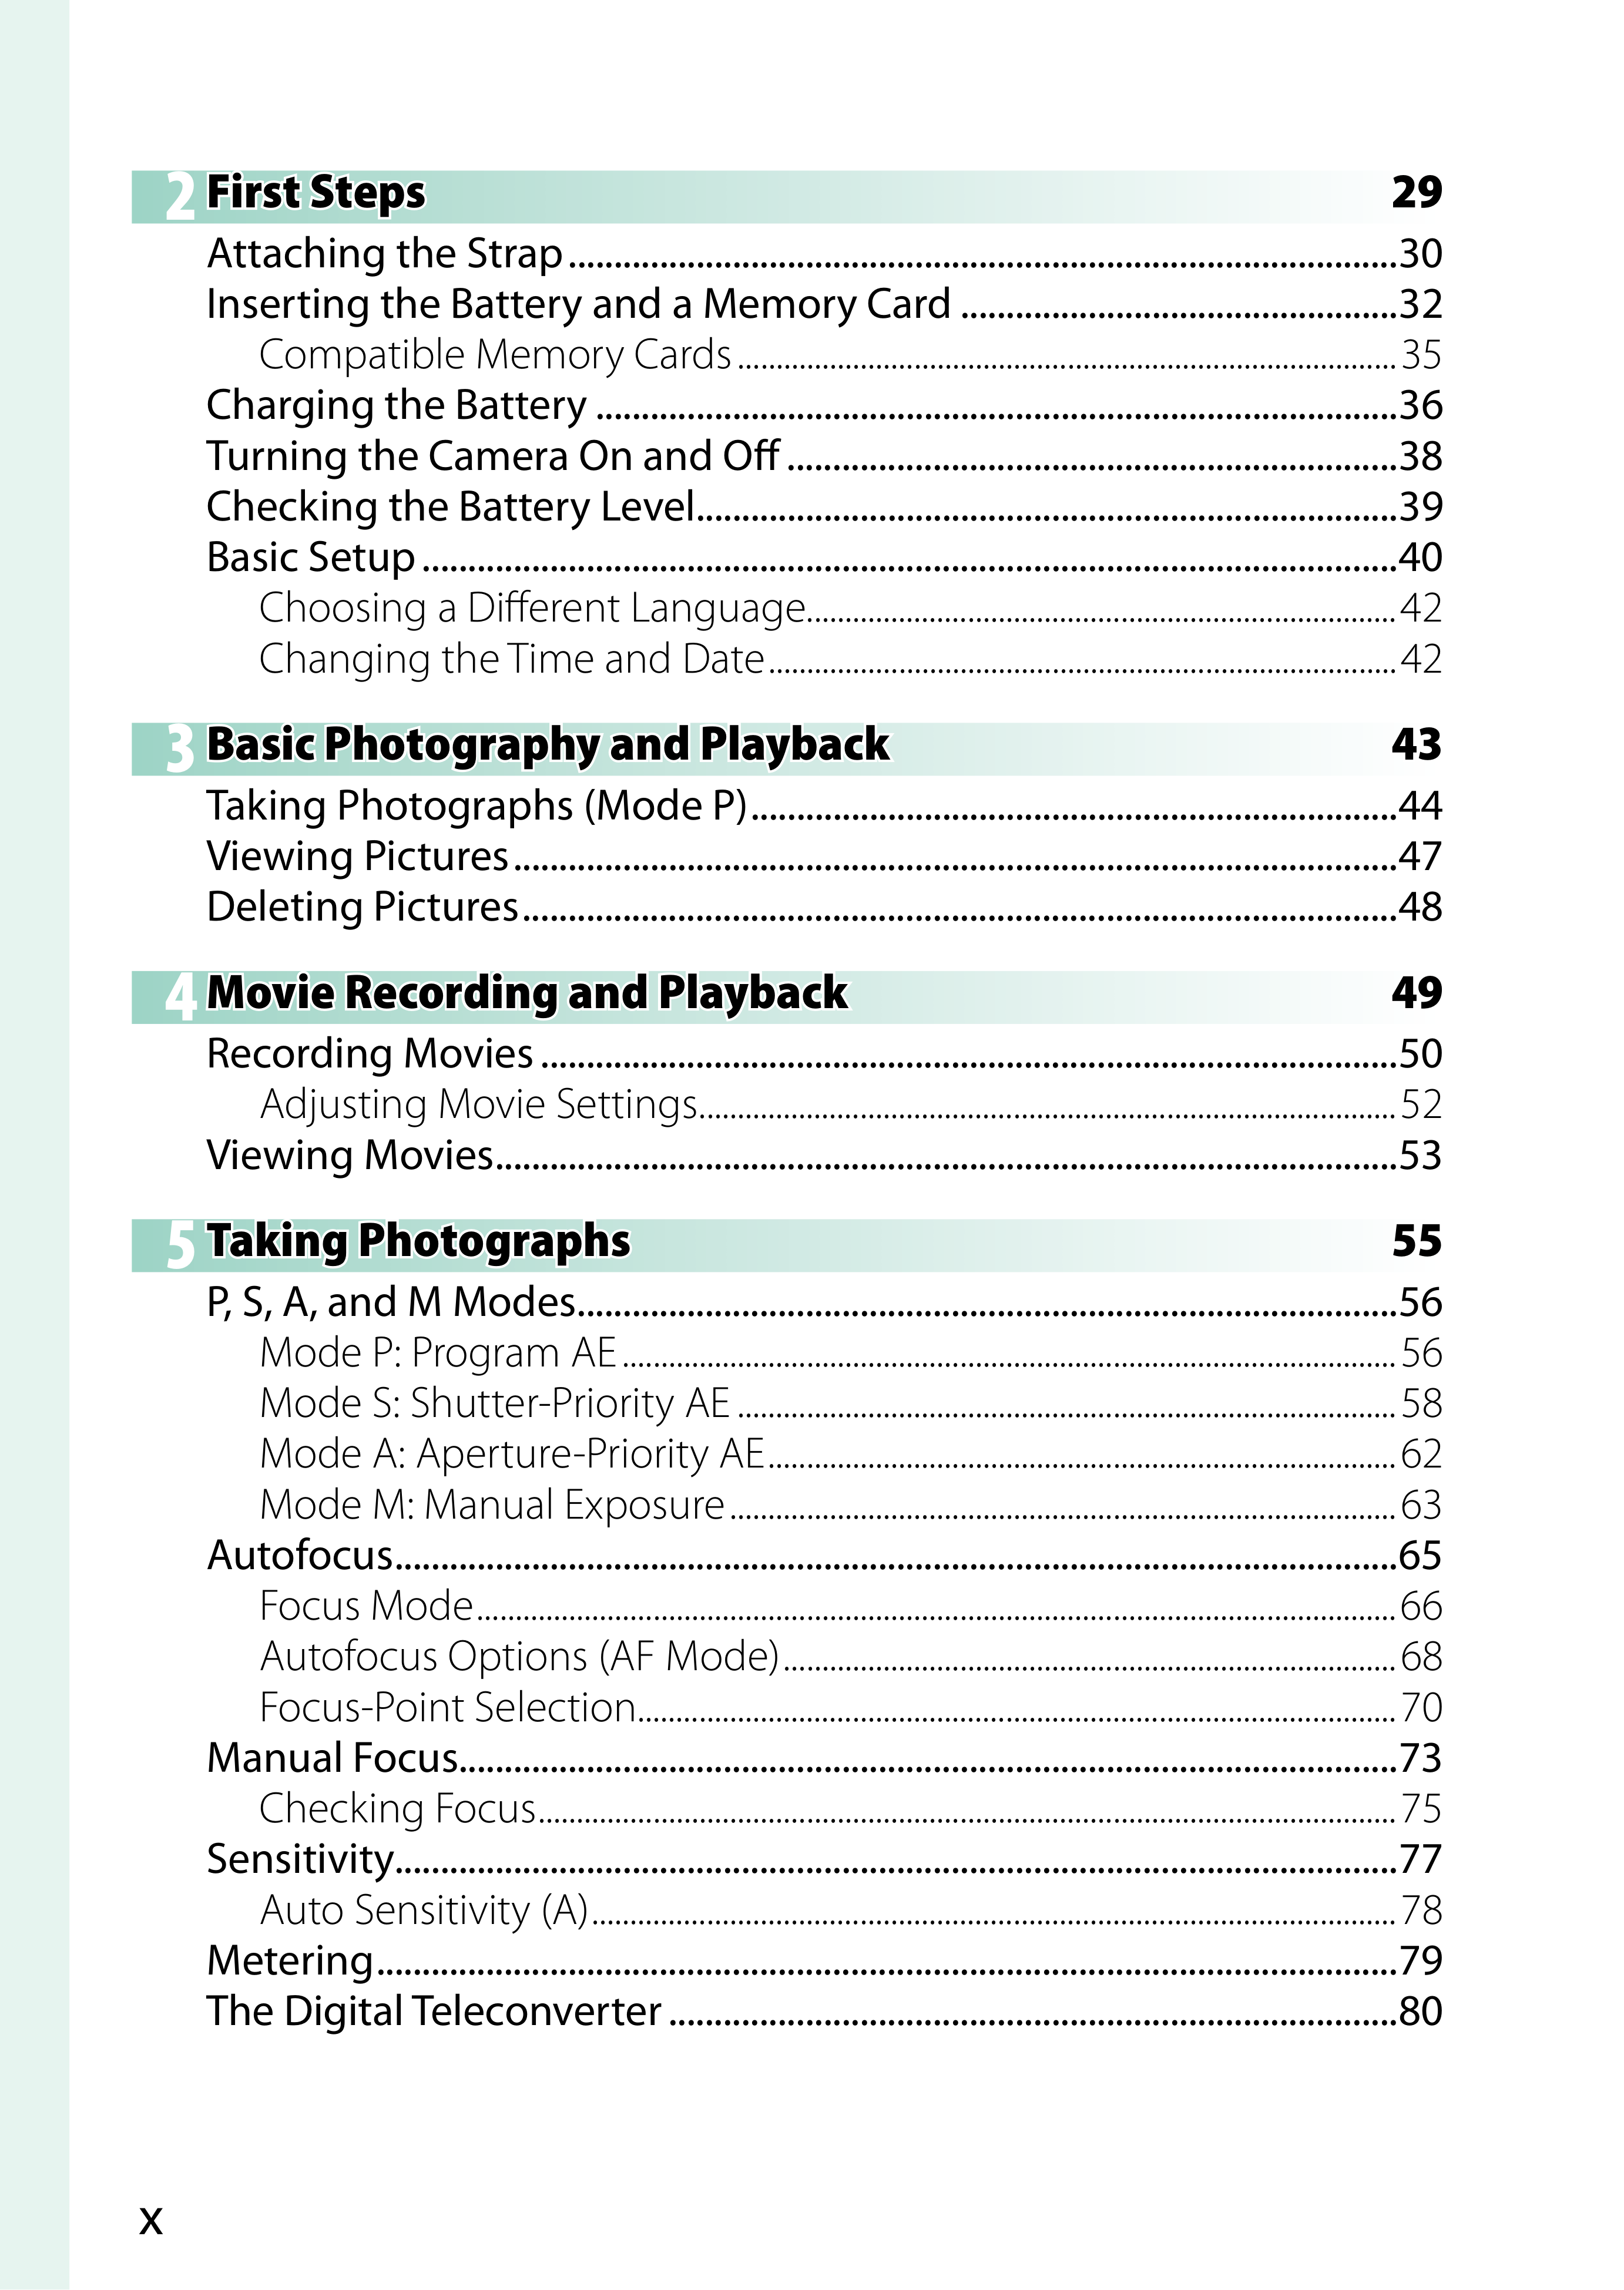 2 First Steps 29
Attaching the Strap 30
Inserting the Battery and a Memory Card 32
Compatible Memory Cards 35
Charging the Battery 36
Turning the Camera On and Off 38
Checking the Battery Level 39
Basic Setup 40
Choosing a Different Language 42
Changing the Time and Date 42
3 Basic Photography and Playback 43
Taking Photographs (Mode P) 44
Viewing Pictures 47
Deleting Pictures 48
4 Movie Recording and Playback 49
Recording Movies 50
Adjusting Movie Settings 52
Viewing Movies 53
5 Taking Photographs 55
P, S, A, and M Modes 56
Mode P: Program AE 56
Mode S: Shutter-Priority AE 58
Mode A: Aperture-Priority AE 62
Mode M: Manual Exposure 63
Autofocus 65
Focus Mode 66
Autofocus Options (AF Mode) 68
Focus-Point Selection 70
Manual Focus 73
Checking Focus 75
Sensitivity 77
Auto Sensitivity (A) 78
Metering 79
The Digital Teleconverter 80
x